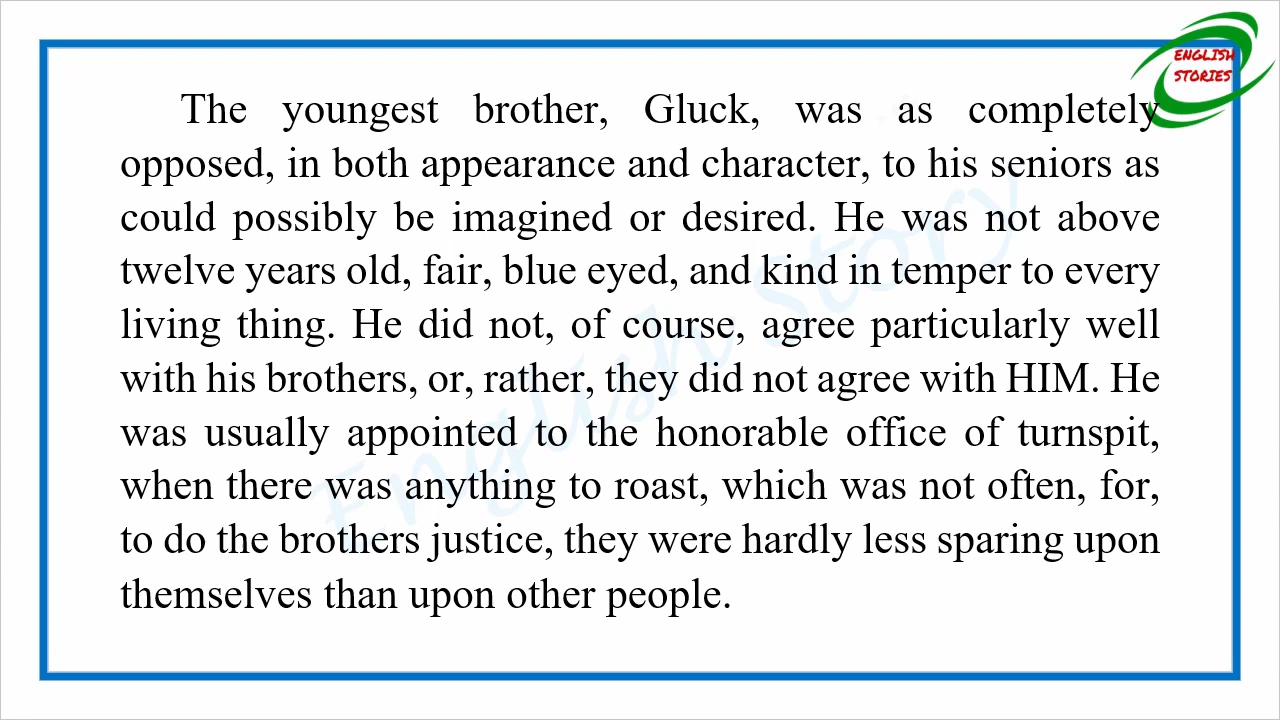 ENGLISH
STORIES
The youngest brother, Gluck, was as completely
opposed, in both appearance and character, to his seniors as
could possibly be imagined or desired. He was not above
twelve years old, fair, blue eyed, and kind in temper to every
living thing. He did not, of course, agree particularly well
with his brothers, or, rather, they did not agree with HIM. He
was usually appointed to the honorable office of turnspit,
when there was anything to roast, which was not often, for,
to do the brothers justice, they were hardly less sparing upon
themselves than upon other people.
English Story